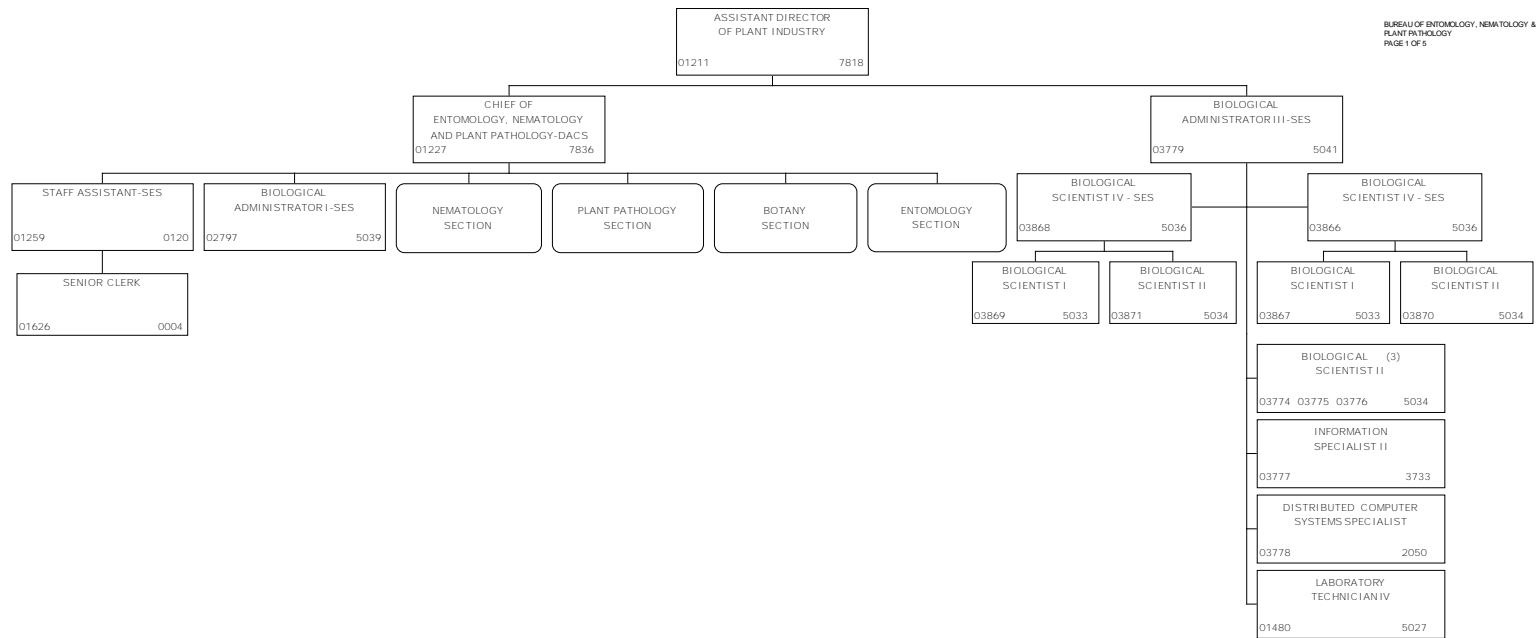 BUREAU OF ENTOMOLOGY, NEMATOLOGY &
PLANT PATHOLOGY
PAGE 1 OF 5
ASSISTANT DIRECTOR
OF PLANT INDUSTRY
01211 7818
CHIEF OF
ENTOMOLOGY, NEMATOLOGY
AND PLANT PATHOLOGY-DACS
01227 7836
BIOLOGICAL
ADMINISTRATOR III-SES
03779 5041
STAFF ASSISTANT-SES
01259 0120
BIOLOGICAL
ADMINISTRATOR I-SES
02797 5039
NEMATOLOGY
SECTION
PLANT PATHOLOGY
SECTION
BOTANY
SECTION
ENTOMOLOGY
SECTION
BIOLOGICAL
SCIENTIST IV - SES
03868 5036
BIOLOGICAL
SCIENTIST IV - SES
03866 5036
SENIOR CLERK
01626 0004
BIOLOGICAL
SCIENTIST I
03869 5033
BIOLOGICAL
SCIENTIST II
03871 5034
BIOLOGICAL
SCIENTIST I
03867 5033
BIOLOGICAL
SCIENTIST II
03870 5034
BIOLOGICAL (3)
SCIENTIST II
03774 03775 03776 5034
INFORMATION
SPECIALIST II
03777 3733
DISTRIBUTED COMPUTER
SYSTEMS SPECIALIST
03778 2050
LABORATORY
TECHNICIAN IV
01480 5027